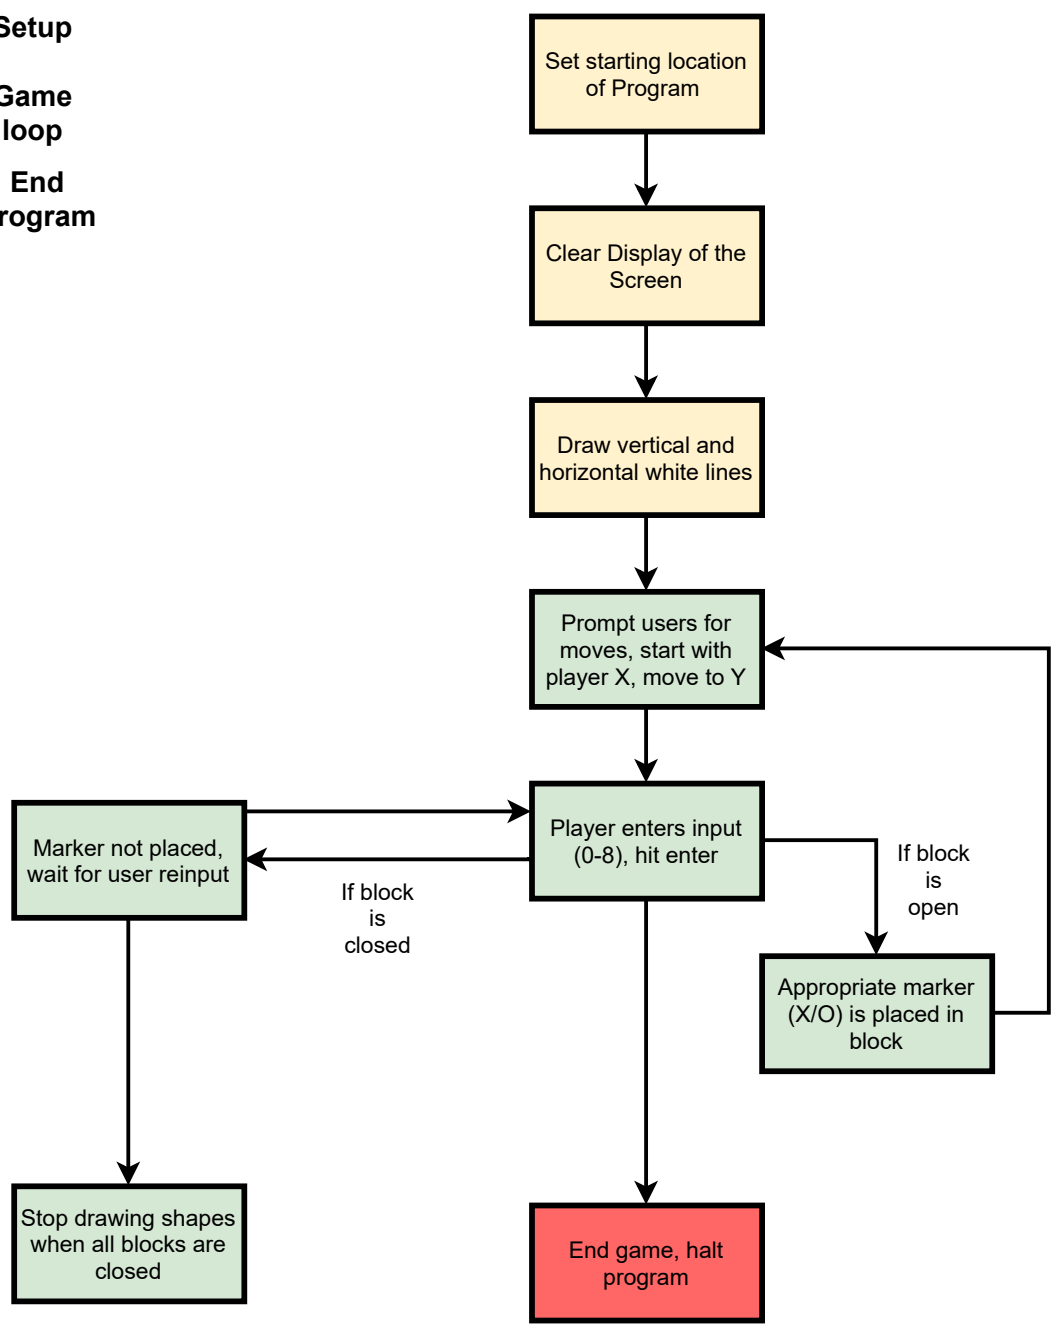 Setup
Game
loop
End
rogram
Set starting location
of Program
Clear Display of the
Screen
Draw vertical and
horizontal white lines
Prompt users for
moves, start with
player X, move to Y
Player enters input
(0-8), hit enter
Marker not placed,
wait for user reinput
If block
is
closed
If block
is
open
Appropriate marker
(X/O) is placed in
block
Stop drawing shapes
when all blocks are
closed
End game, halt
program